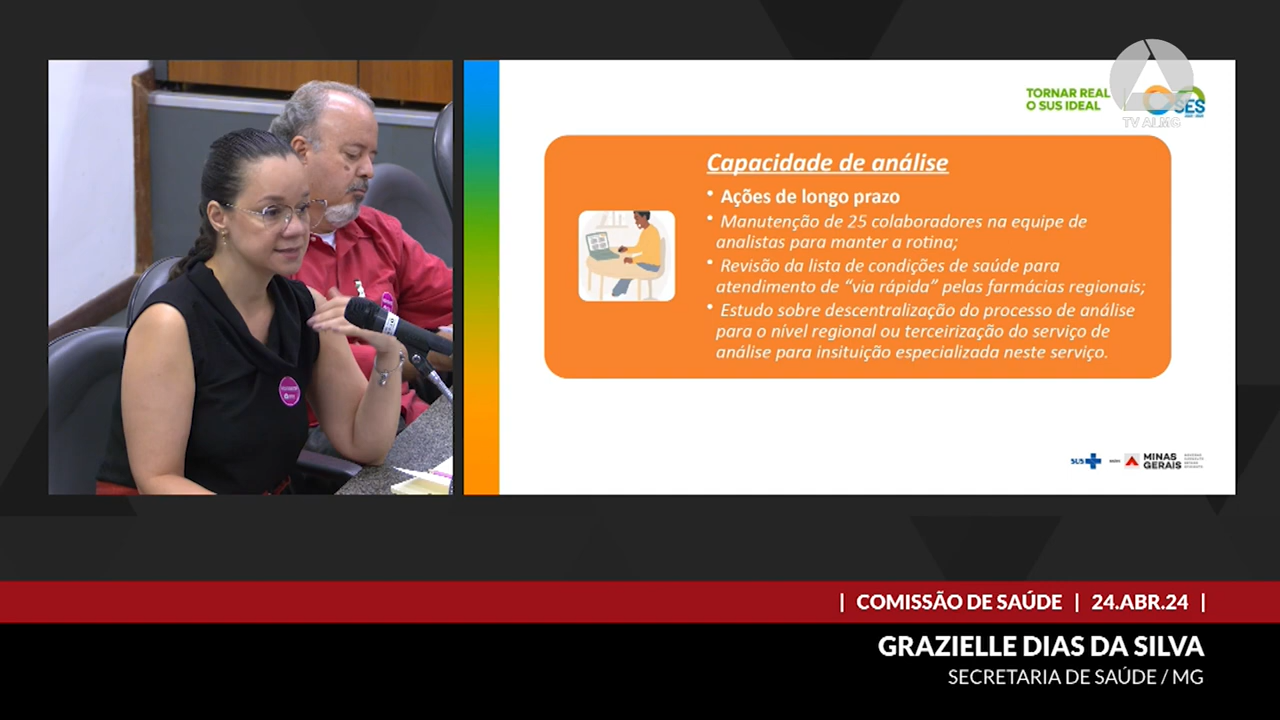 TORNAR REAL
O SUS IDEAL
SES
TV ALMG
Capacidade de análise
• Ações de longo prazo
• Manutenção de 25 colaboradores na equipe de
analistas para manter a rotina;
• Revisão da lista de condições de saúde para
atendimento de “via rápida” pelas farmácias regionais;
• Estudo sobre descentralização do processo de análise
para o nível regional ou terceirização do serviço de
análise para insituição especializada neste serviço.
SUS
MINAS
GERAIS
| COMISSÃO DE SAÚDE | 24.ABR.24 |
GRAZIELLE DIAS DA SILVA
SECRETARIA DE SAÚDE / MG